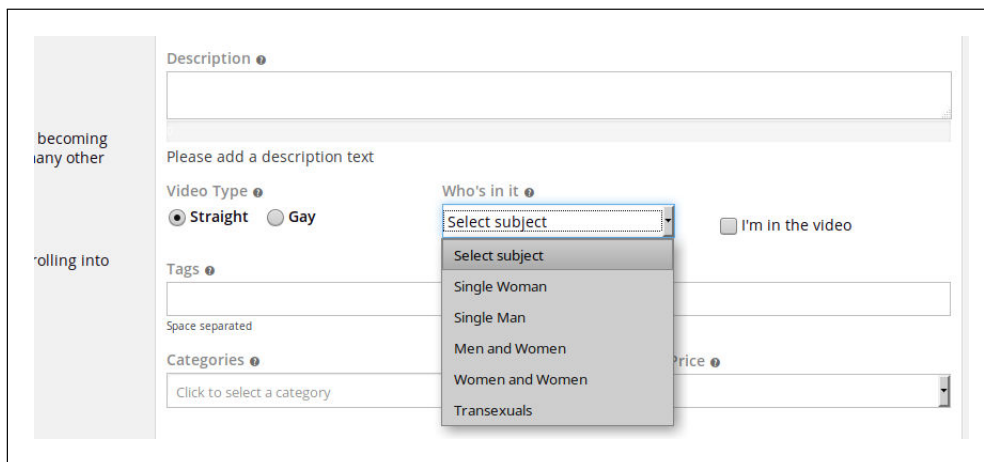 Description
becoming
any other
Please add a description text
Video Type
Who's in it
Straight
Gay
Select subject
I'm in the video
rolling into
Select subject
Tags
Single Woman
Single Man
Space separated
Men and Women
Categories
Price
Women and Women
Click to select a category
Transexuals